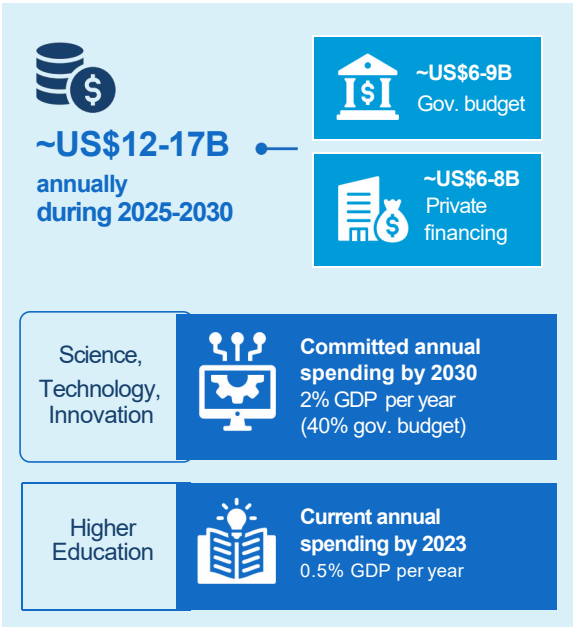 ~US$12-17B
annually
during 2025-2030
~US$6-9B
Gov. budget
~US$6-8B
Private
financing
Science,
Technology,
Innovation
Committed annual
spending by 2030
2% GDP per year
(40% gov. budget)
Higher
Education
Current annual
spending by 2023
0.5% GDP per year